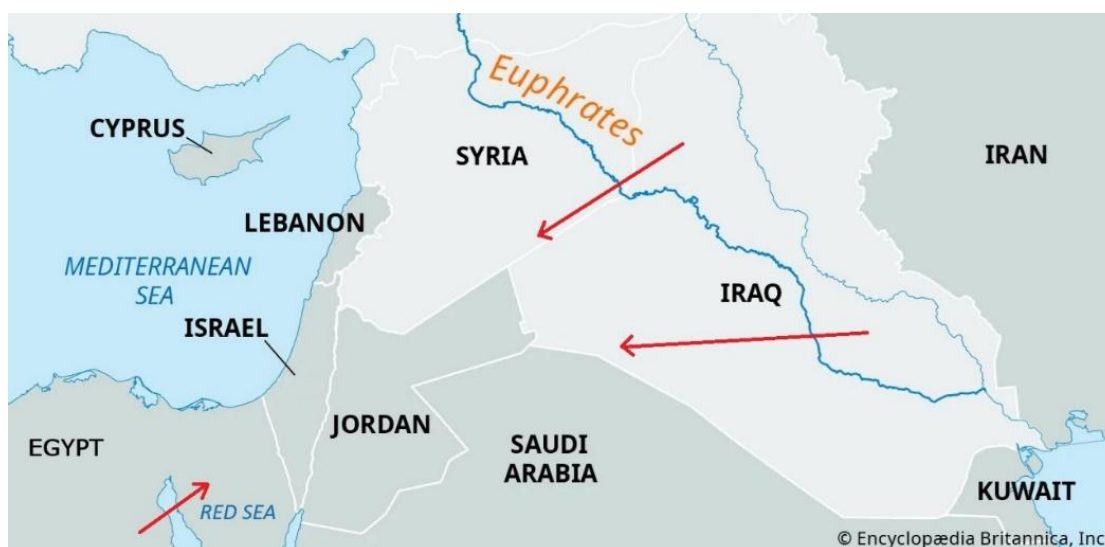 Euphrates
CYPRUS
SYRIA
IRAN
LEBANON
MEDITERRANEAN
SEA
IRAQ
ISRAEL
JORDAN
EGYPT
SAUDI
ARABIA
KUWAIT
RED SEA
© Encyclopædia Britannica, Inc